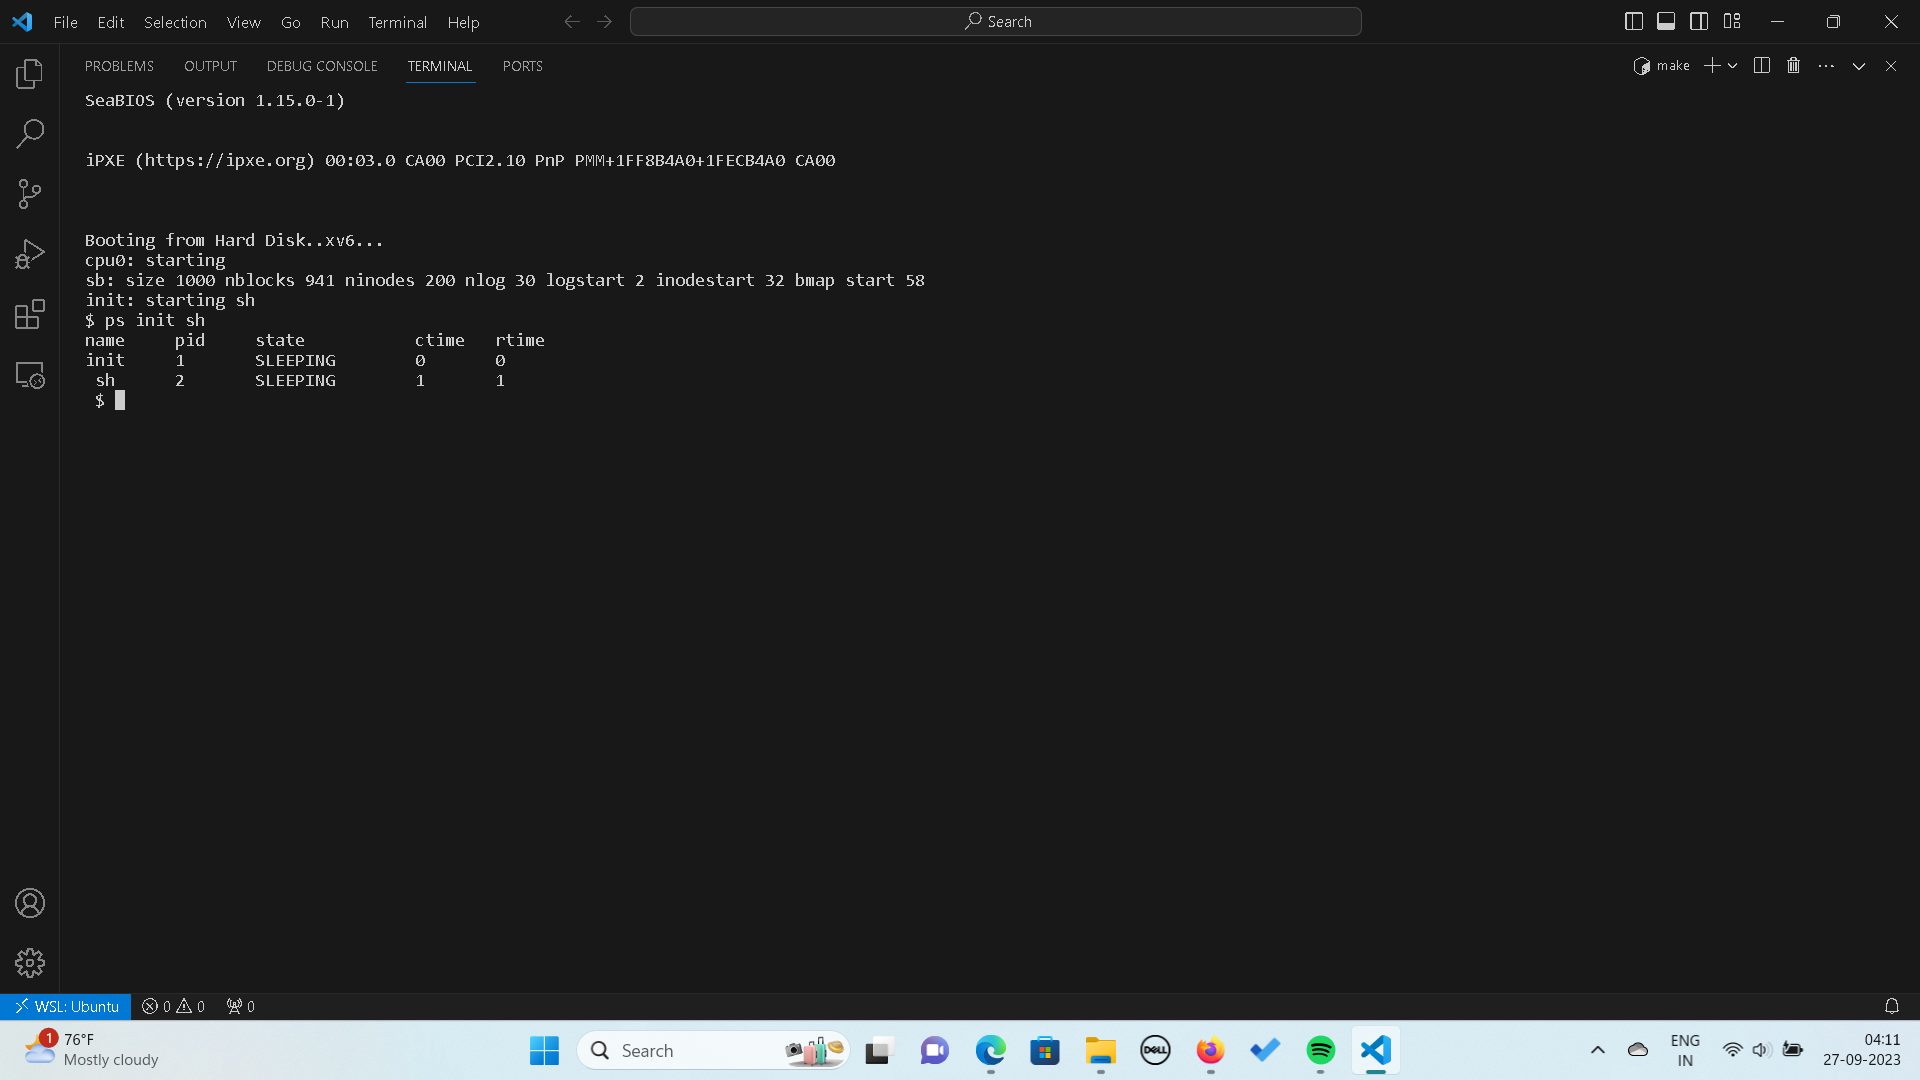 File Edit Selection View Go Run Terminal Help Search
PROBLEMS OUTPUT DEBUG CONSOLE TERMINAL PORTS make
SeaBIOS (version 1.15.0-1)
iPXE (https://ipxe.org) 00:03.0 CA00 PCI2.10 PnP PMM+1FF8B4A0+1FECB4A0 CA00
Booting from Hard Disk..xv6...
cpu0: starting
sb: size 1000 nblocks 941 ninodes 200 nlog 30 logstart 2 inodestart 32 bmap start 58
init: starting sh
$ ps init sh
name pid state ctime rtime
init 1 SLEEPING 0 0
sh 2 SLEEPING 1 1
$
WSL: Ubuntu 0 0 0
1 76°F
Mostly cloudy
Search
DELL
ENG
IN
04:11
27-09-2023